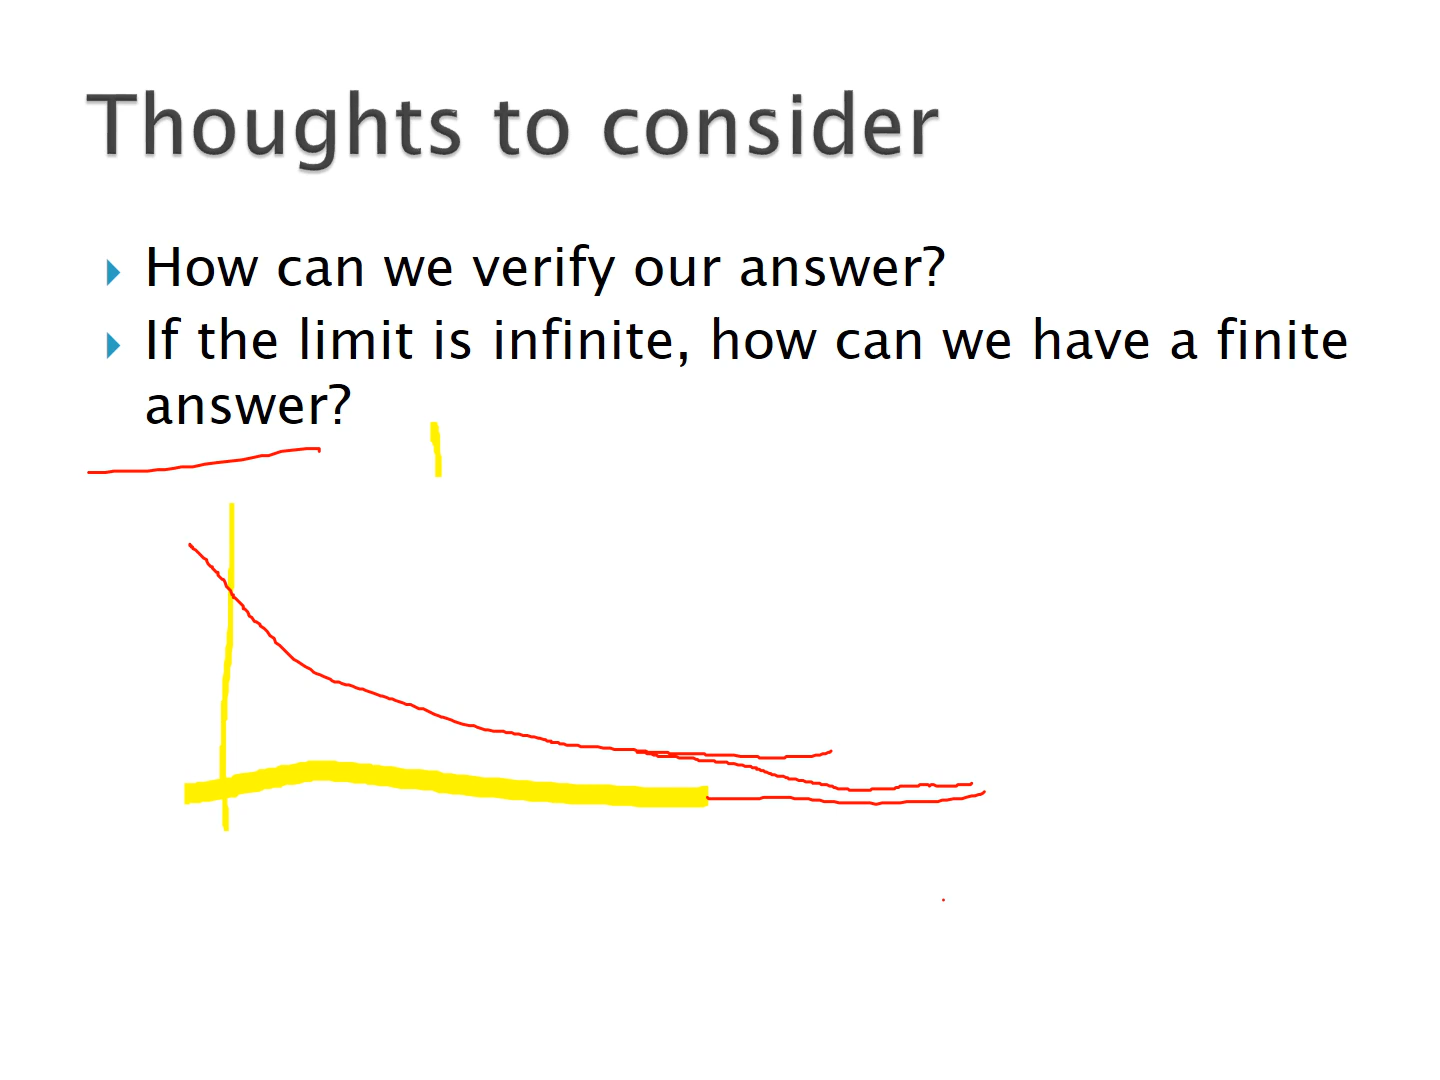 Thoughts to consider
How can we verify our answer?
If the limit is infinite, how can we have a finite
answer?